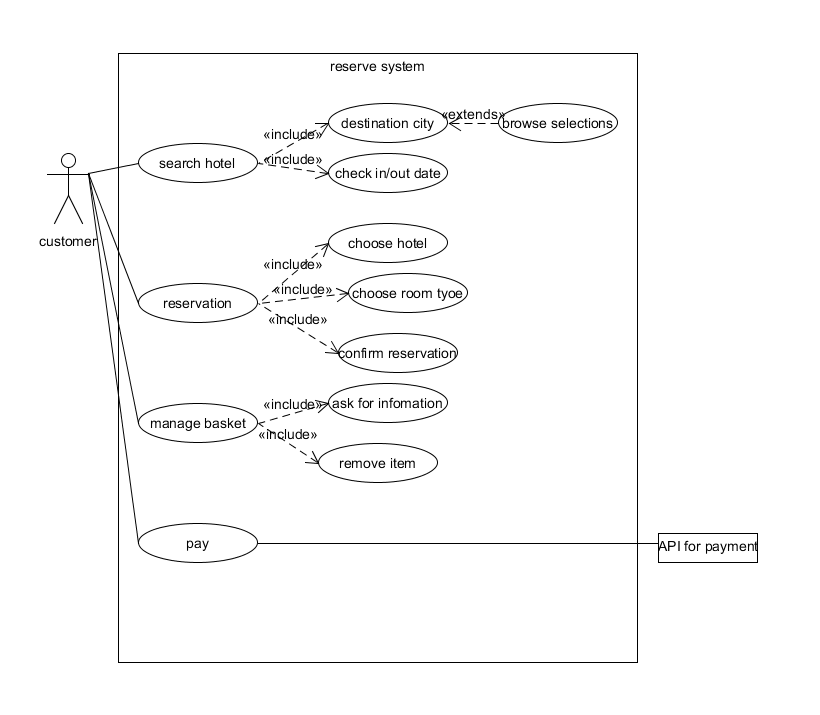 reserve system
«include»
destination city
«extends»
browse selections
search hotel
«include»
check in/out date
customer
choose hotel
«include»
reservation
«include»
choose room tyoe
«include»
confirm reservation
manage basket
«include»
ask for infomation
«include»
remove item
pay
API for payment